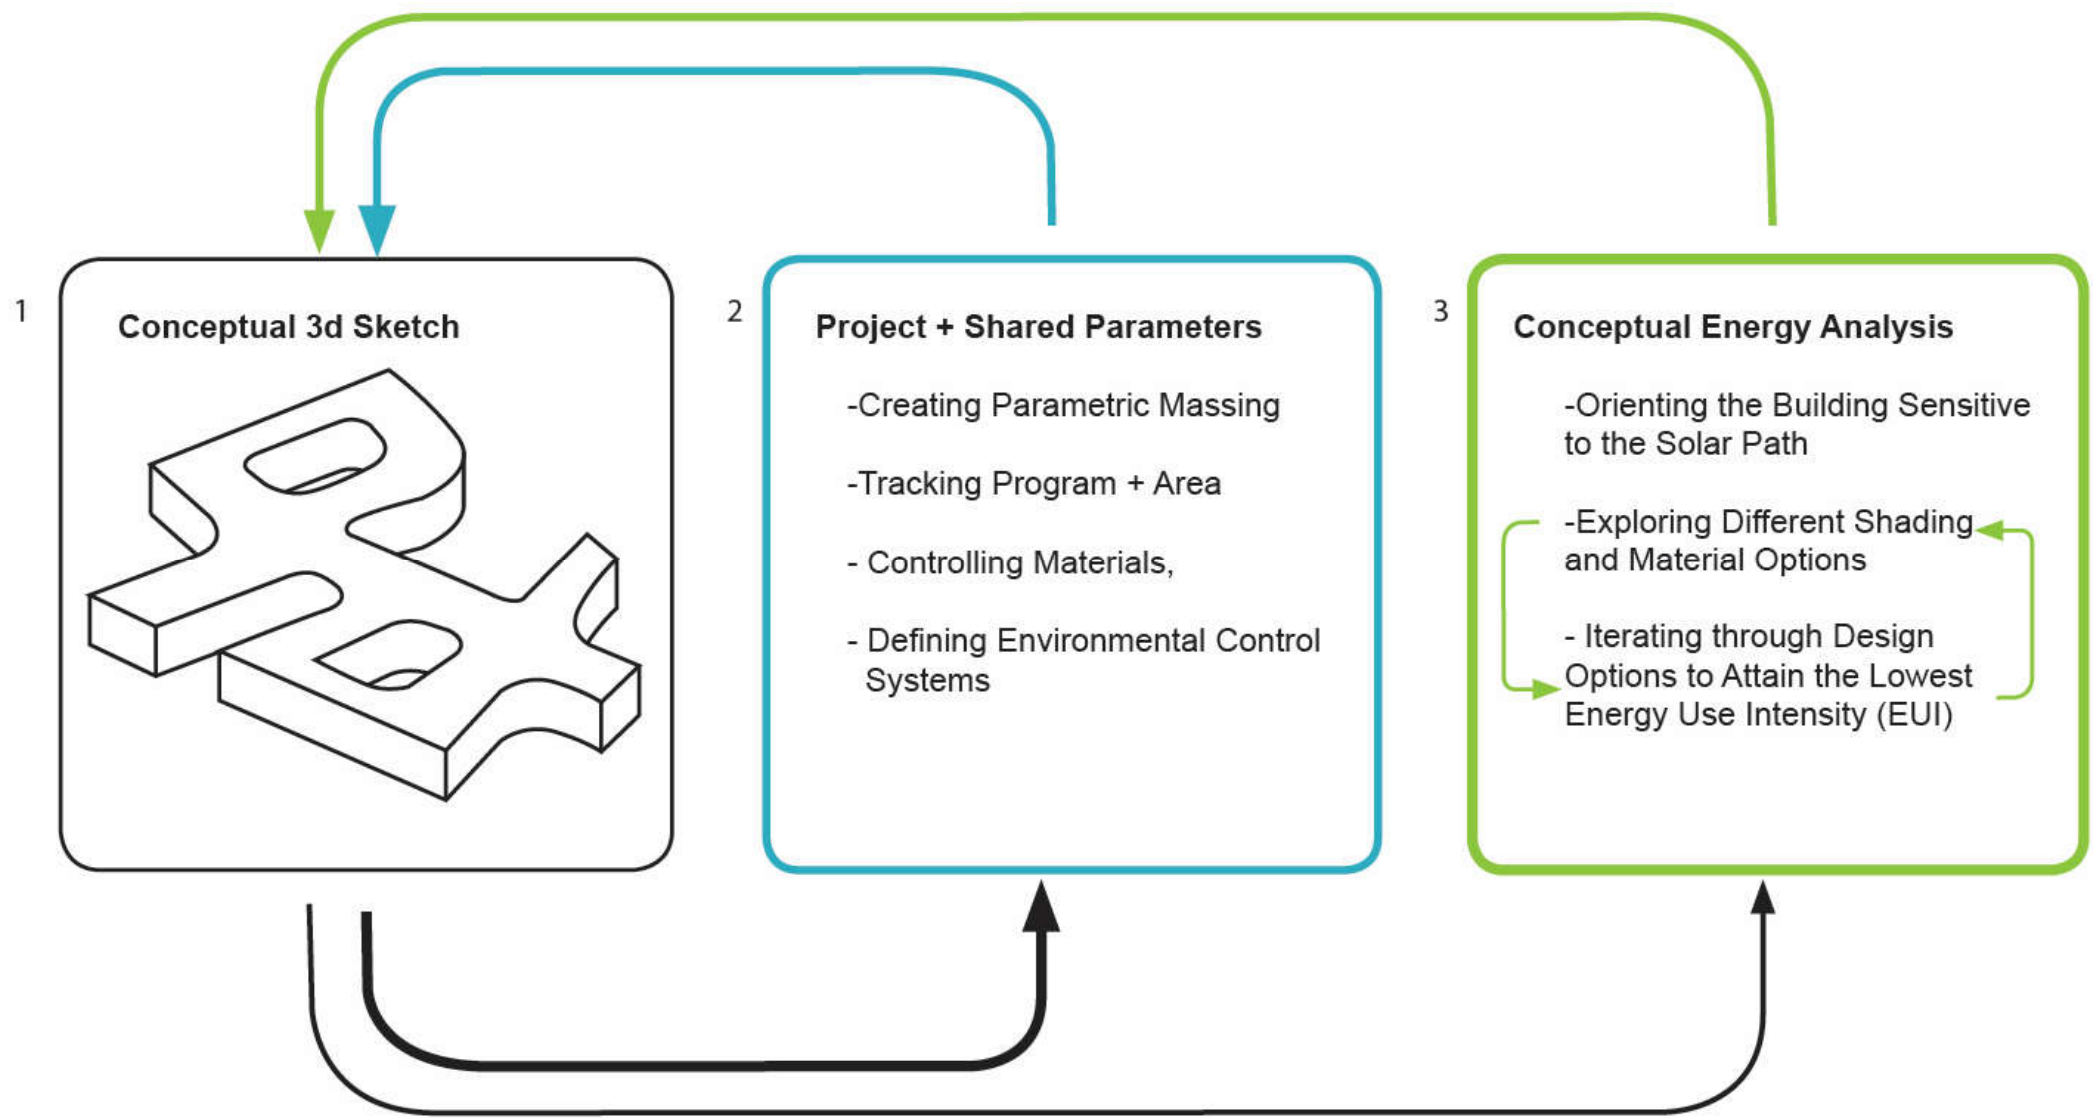 1
Conceptual 3d Sketch
2
Project + Shared Parameters
-Creating Parametric Massing
-Tracking Program + Area
- Controlling Materials,
- Defining Environmental Control
Systems
3
Conceptual Energy Analysis
-Orienting the Building Sensitive
to the Solar Path
-Exploring Different Shading
and Material Options
- Iterating through Design
Options to Attain the Lowest
Energy Use Intensity (EUI)